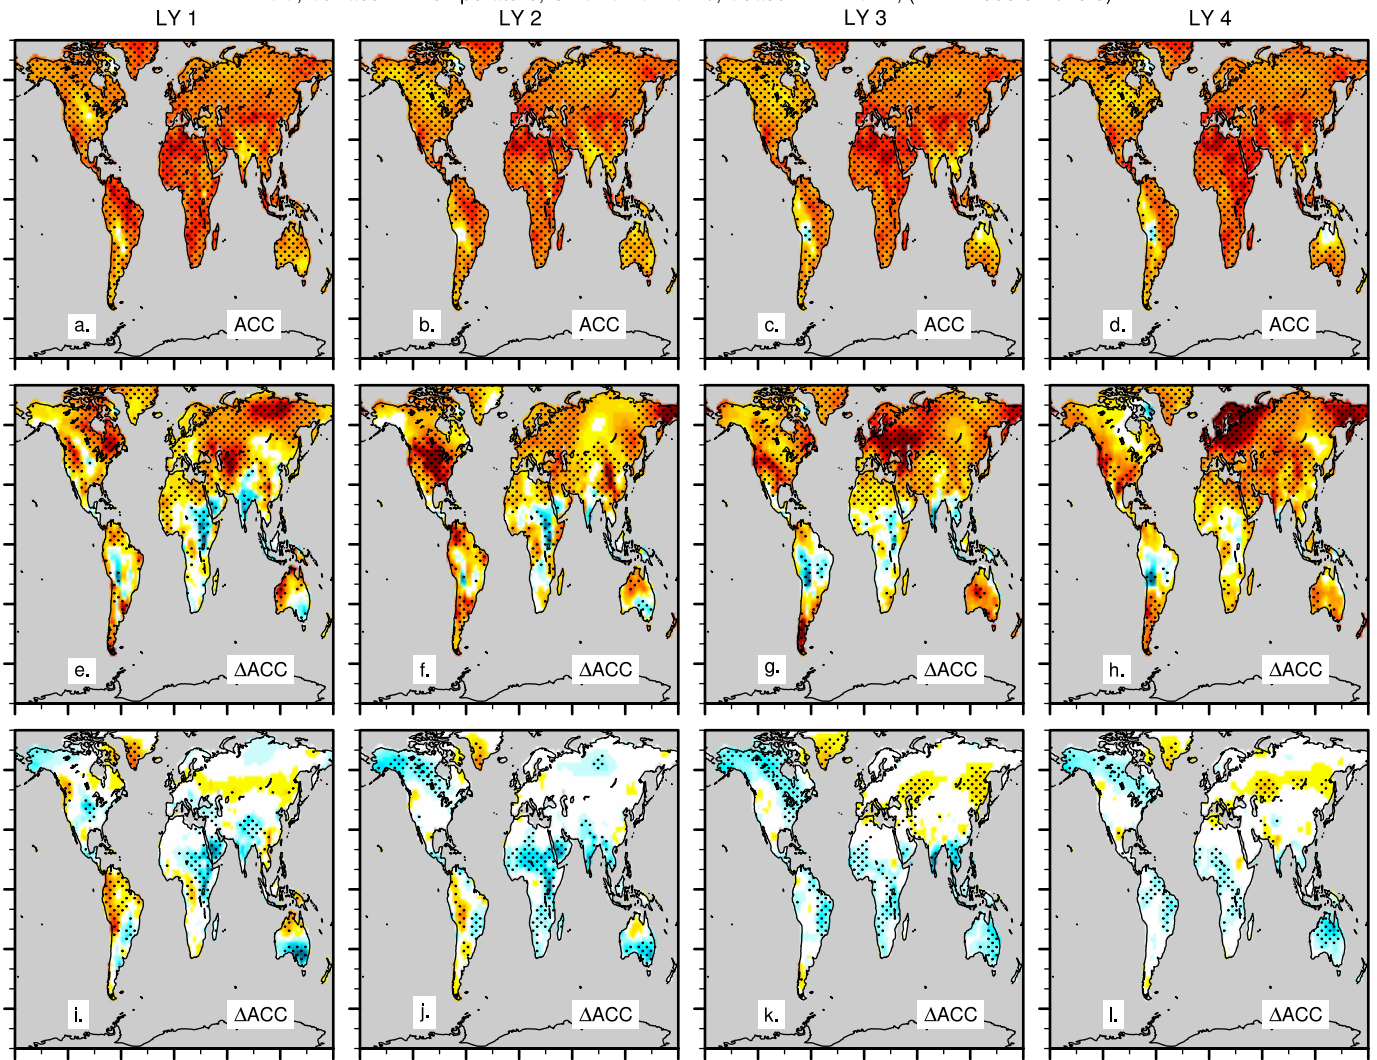 LY 1 LY 2 LY 3 LY 4
a. ACC b. ACC c. ACC d. ACC
e. ΔACC f. ΔACC g. ΔACC h. ΔACC
i. ΔACC j. ΔACC k. ΔACC l. ΔACC